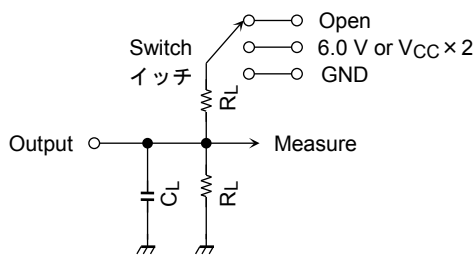 Open
Switch
6.0 V or VCC × 2
イッチ
GND
RL
Output
Measure
CL
RL